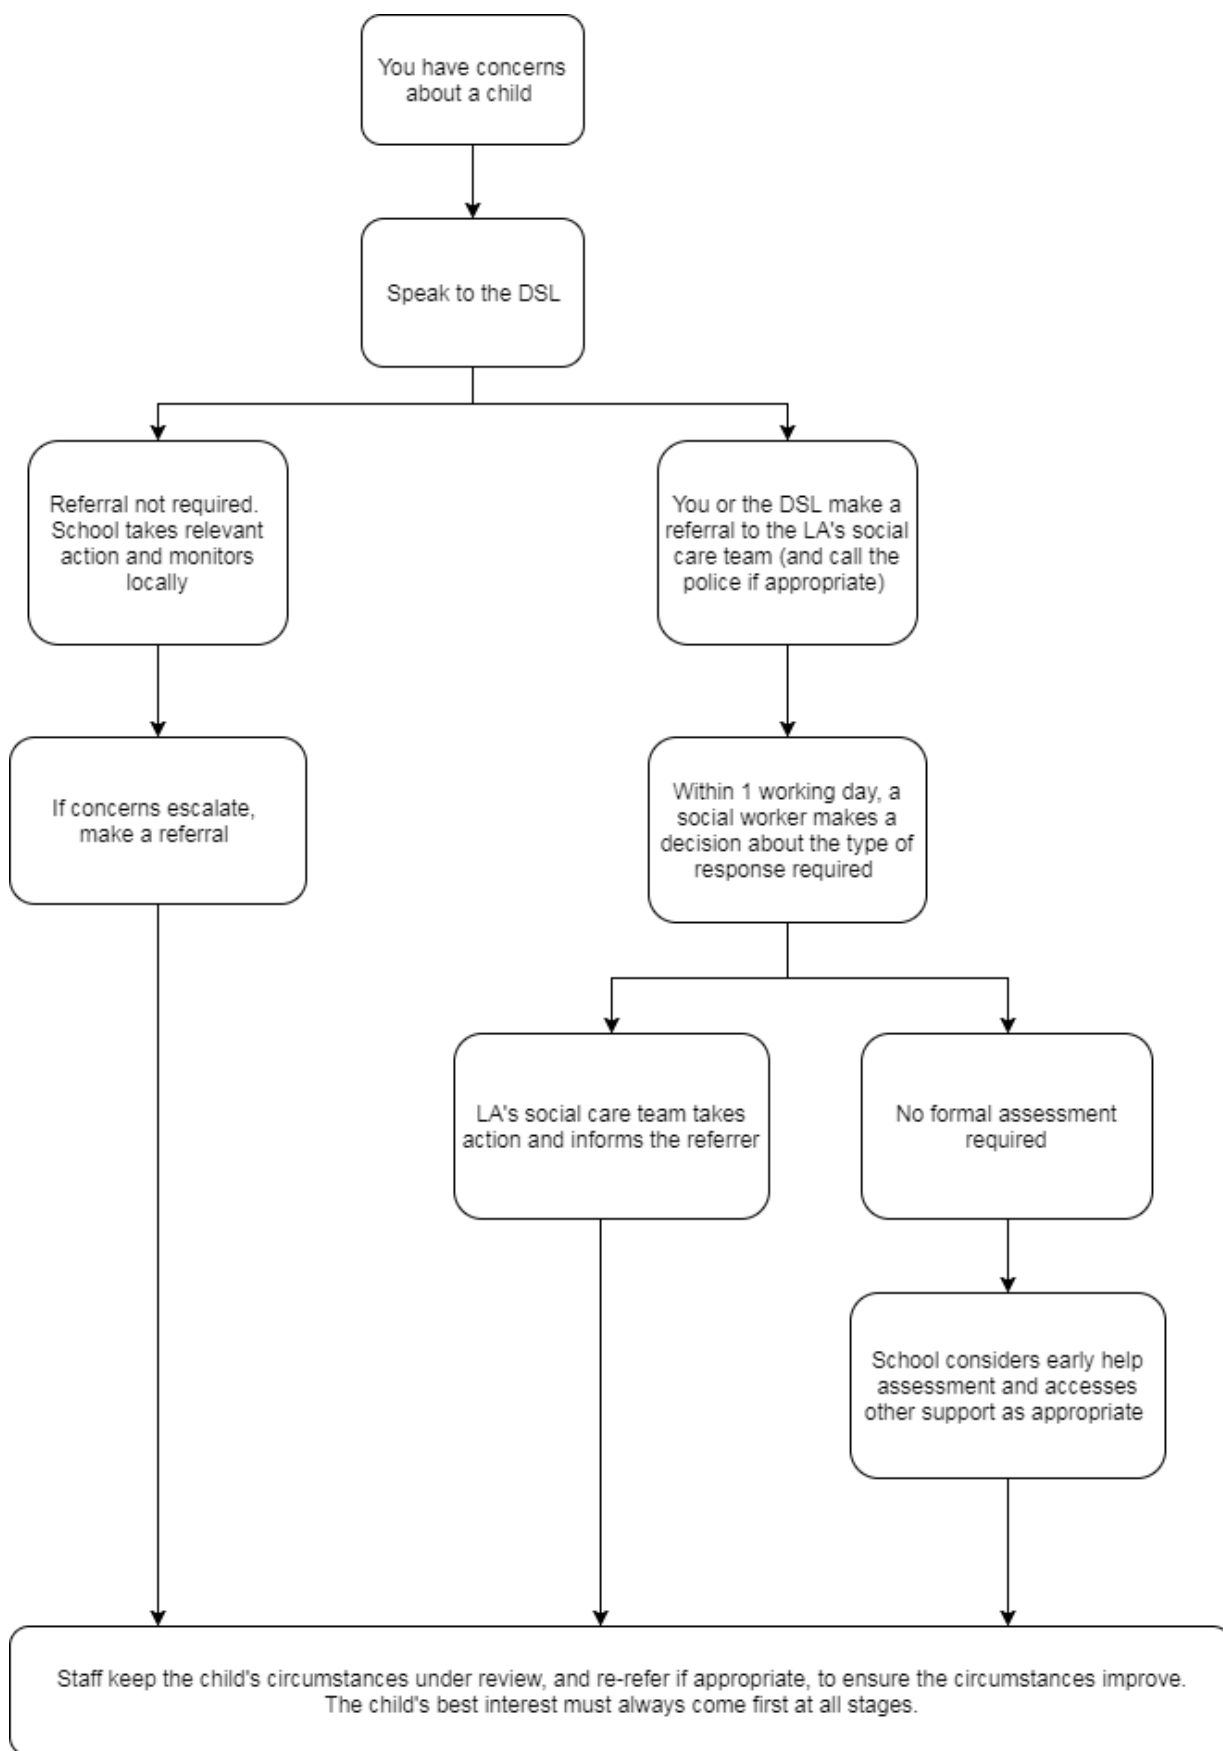 You have concerns
about a child
Speak to the DSL
Referral not required.
School takes relevant
action and monitors
locally
You or the DSL make a
referral to the LA's social
care team (and call the
police if appropriate)
If concerns escalate,
make a referral
Within 1 working day, a
social worker makes a
decision about the type of
response required
LA's social care team takes
action and informs the referrer
No formal assessment
required
School considers early help
assessment and accesses
other support as appropriate
Staff keep the child's circumstances under review, and re-refer if appropriate, to ensure the circumstances improve.
The child's best interest must always come first at all stages.